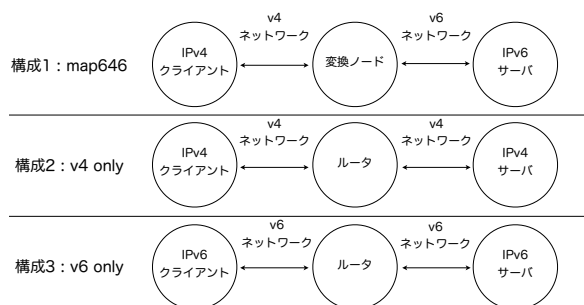 v4
ネットワーク
v6
ネットワーク
構成1：map646
IPv4
クライアント
変換ノード
IPv6
サーバ
v4
ネットワーク
v4
ネットワーク
構成2：v4 only
IPv4
クライアント
ルータ
IPv4
サーバ
v6
ネットワーク
v6
ネットワーク
構成3：v6 only
IPv6
クライアント
ルータ
IPv6
サーバ